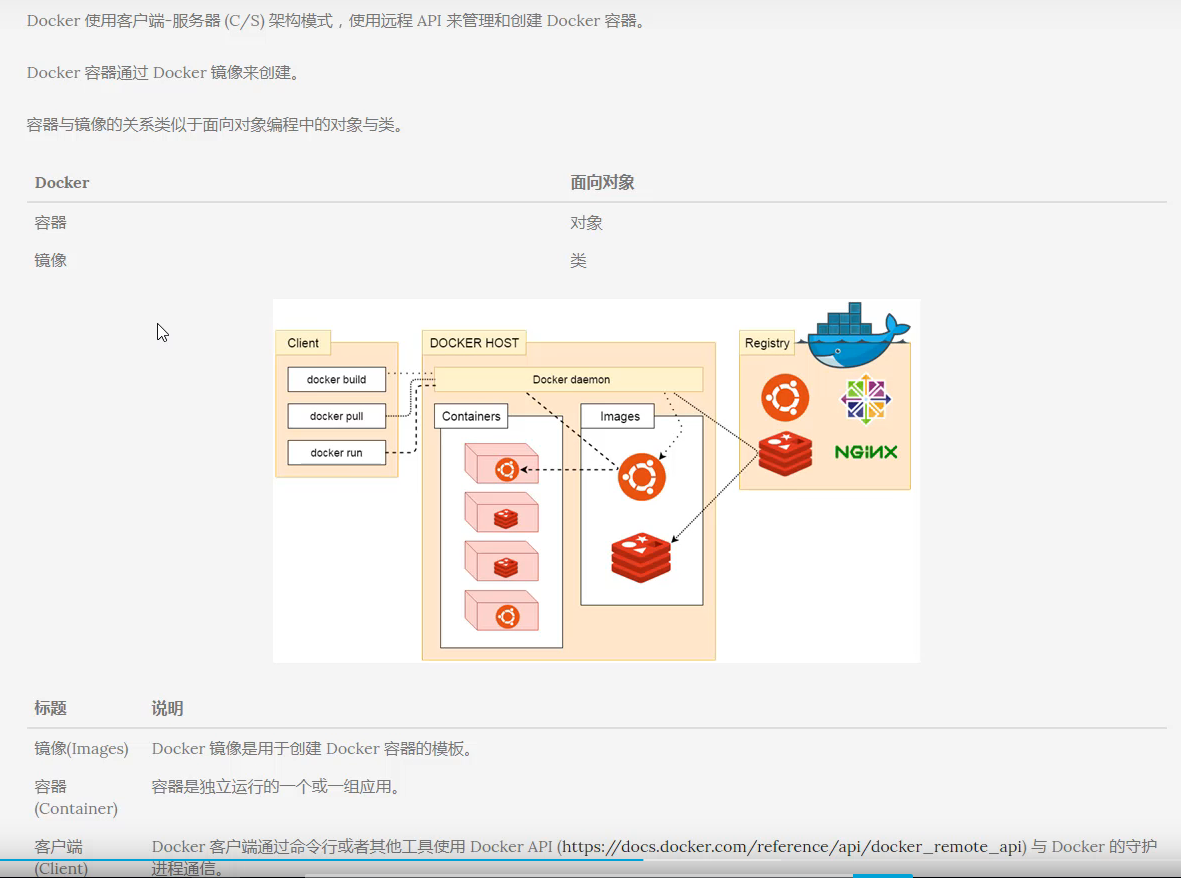 Docker 使用客户端-服务器 (C/S) 架构模式，使用远程 API 来管理和创建 Docker 容器。
Docker 容器通过 Docker 镜像来创建。
容器与镜像的关系类似于面向对象编程中的对象与类。
Docker 面向对象
容器 对象
镜像 类
Client
docker build
docker pull
docker run
DOCKER HOST
Docker daemon
Containers
Images
Registry
NGINX
标题 说明
镜像(Images) Docker 镜像是用于创建 Docker 容器的模板。
容器 容器是独立运行的一个或一组应用。
(Container)
客户端 Docker 客户端通过命令行或者其他工具使用 Docker API (https://docs.docker.com/reference/api/docker_remote_api) 与 Docker 的守护
(Client) 进程通信。